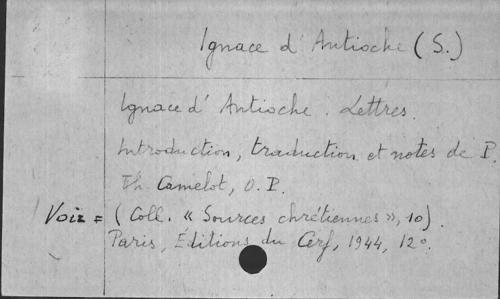 Ignace d'Antioche (S.)
Ignace d'Antioche. Lettres.
Introduction, traduction et notes de P.
Th. Camelot, O.P.
Voir = (Coll. « Sources chrétiennes », 10).
Paris, Éditions du Cerf, 1944, 12°.